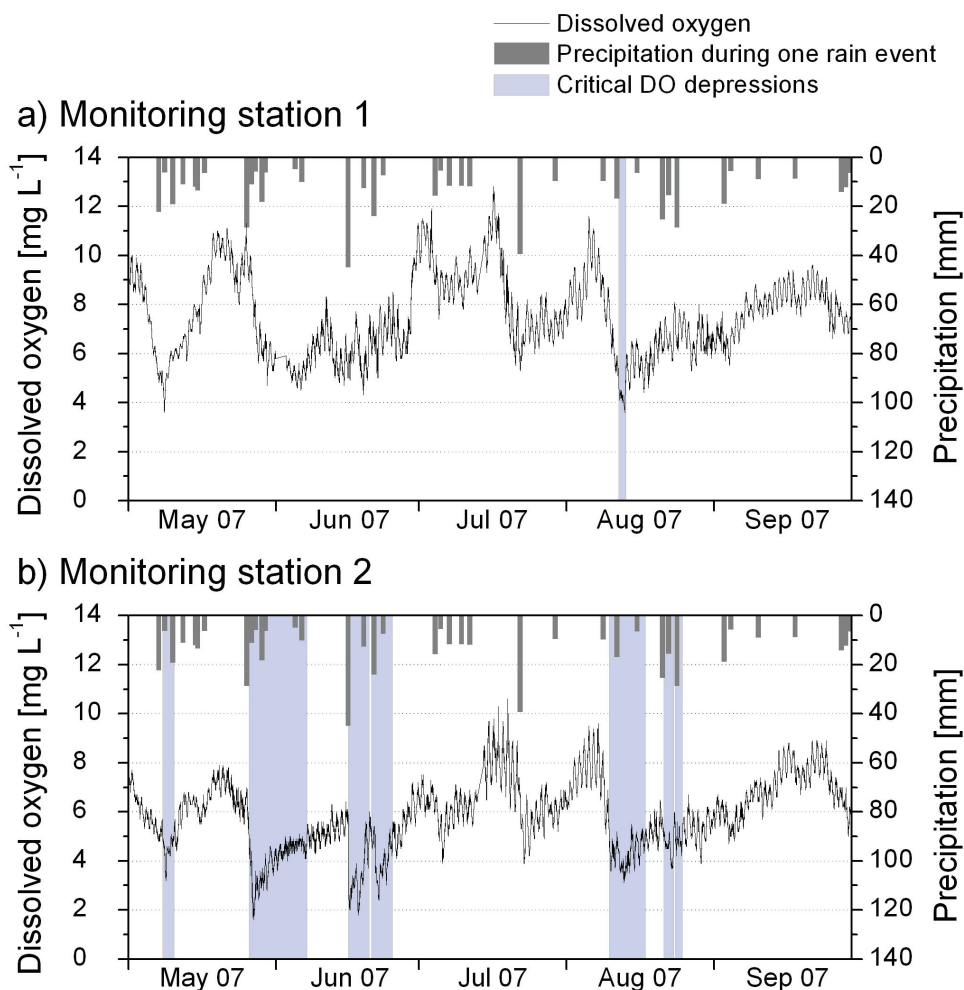 Dissolved oxygen
Precipitation during one rain event
Critical DO depressions
a) Monitoring station 1
Dissolved oxygen [mg L⁻¹]
14
12
10
8
6
4
2
0
0
20
40
60
80
100
120
140
Precipitation [mm]
May 07 Jun 07 Jul 07 Aug 07 Sep 07
b) Monitoring station 2
Dissolved oxygen [mg L⁻¹]
14
12
10
8
6
4
2
0
0
20
40
60
80
100
120
140
Precipitation [mm]
May 07 Jun 07 Jul 07 Aug 07 Sep 07